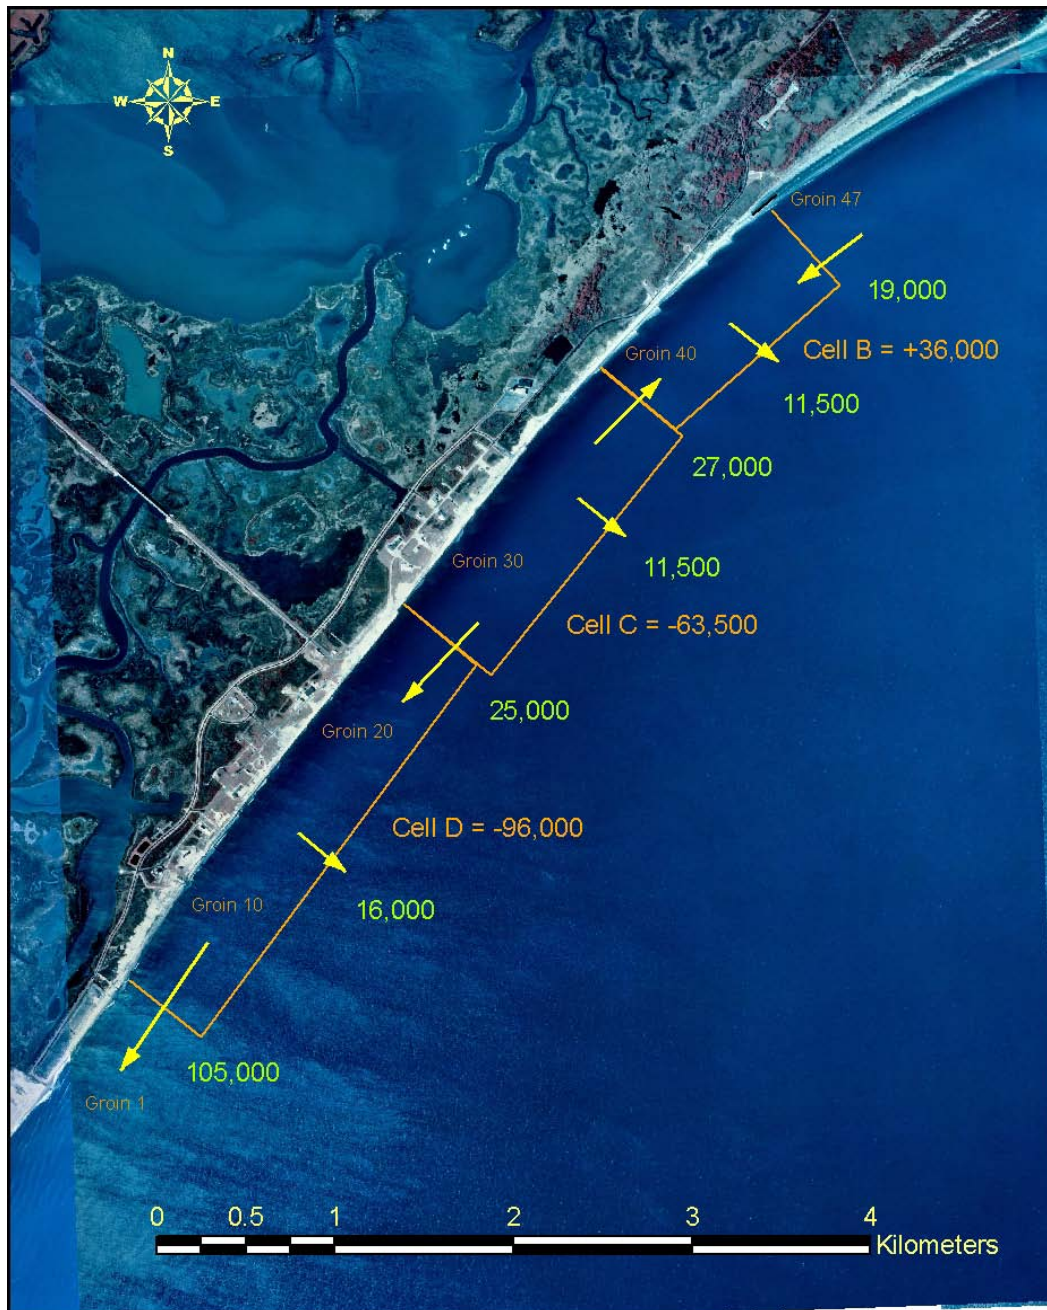 N
W E
S
Groin 47
19,000
Cell B = +36,000
Groin 40
11,500
27,000
Groin 30
11,500
Cell C = -63,500
25,000
Groin 20
Cell D = -96,000
Groin 10
16,000
105,000
Groin 1
0 0.5 1 2 3 4
Kilometers